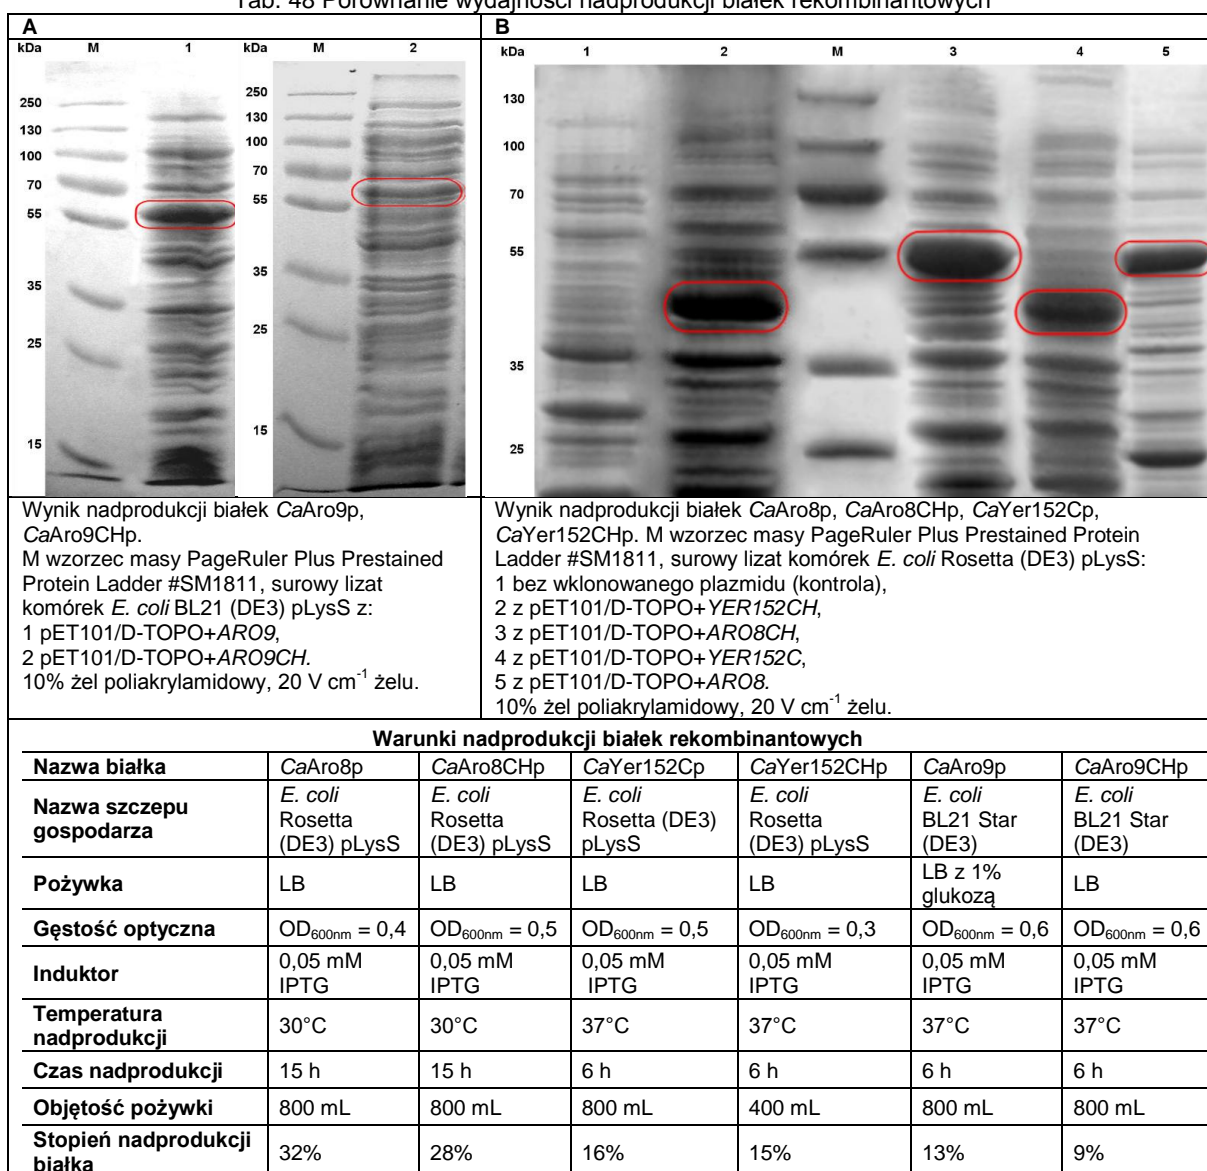 Tab. 48 Porównanie wydajności nadprodukcji białek rekombinantowych
A
kDa M 1 kDa M 2
250
130
100
70
55
35
25
15
250
130
100
70
55
35
25
15
B
kDa 1 2 M 3 4 5
130
100
70
55
35
25
Wynik nadprodukcji białek CaAro9p,
CaAro9CHp.
M wzorzec masy PageRuler Plus Prestained
Protein Ladder #SM1811, surowy lizat
komórek E. coli BL21 (DE3) pLysS z:
1 pET101/D-TOPO+ARO9,
2 pET101/D-TOPO+ARO9CH.
10% żel poliakrylamidowy, 20 V cm-1 żelu.
Wynik nadprodukcji białek CaAro8p, CaAro8CHp, CaYer152Cp,
CaYer152CHp. M wzorzec masy PageRuler Plus Prestained Protein
Ladder #SM1811, surowy lizat komórek E. coli Rosetta (DE3) pLysS:
1 bez wklonowanego plazmidu (kontrola),
2 z pET101/D-TOPO+YER152CH,
3 z pET101/D-TOPO+ARO8CH,
4 z pET101/D-TOPO+YER152C,
5 z pET101/D-TOPO+ARO8.
10% żel poliakrylamidowy, 20 V cm-1 żelu.
Warunki nadprodukcji białek rekombinantowych
Nazwa białka CaAro8p CaAro8CHp CaYer152Cp CaYer152CHp CaAro9p CaAro9CHp
Nazwa szczepu gospodarza
E. coli Rosetta (DE3) pLysS
E. coli Rosetta (DE3) pLysS
E. coli Rosetta (DE3) pLysS
E. coli Rosetta (DE3) pLysS
E. coli BL21 Star (DE3)
E. coli BL21 Star (DE3)
Pożywka LB LB LB LB LB z 1% glukozą LB
Gęstość optyczna OD600nm = 0,4 OD600nm = 0,5 OD600nm = 0,5 OD600nm = 0,3 OD600nm = 0,6 OD600nm = 0,6
Induktor 0,05 mM IPTG 0,05 mM IPTG 0,05 mM IPTG 0,05 mM IPTG 0,05 mM IPTG 0,05 mM IPTG
Temperatura nadprodukcji 30°C 30°C 37°C 37°C 37°C 37°C
Czas nadprodukcji 15 h 15 h 6 h 6 h 6 h 6 h
Objętość pożywki 800 mL 800 mL 800 mL 400 mL 800 mL 800 mL
Stopień nadprodukcji białka 32% 28% 16% 15% 13% 9%